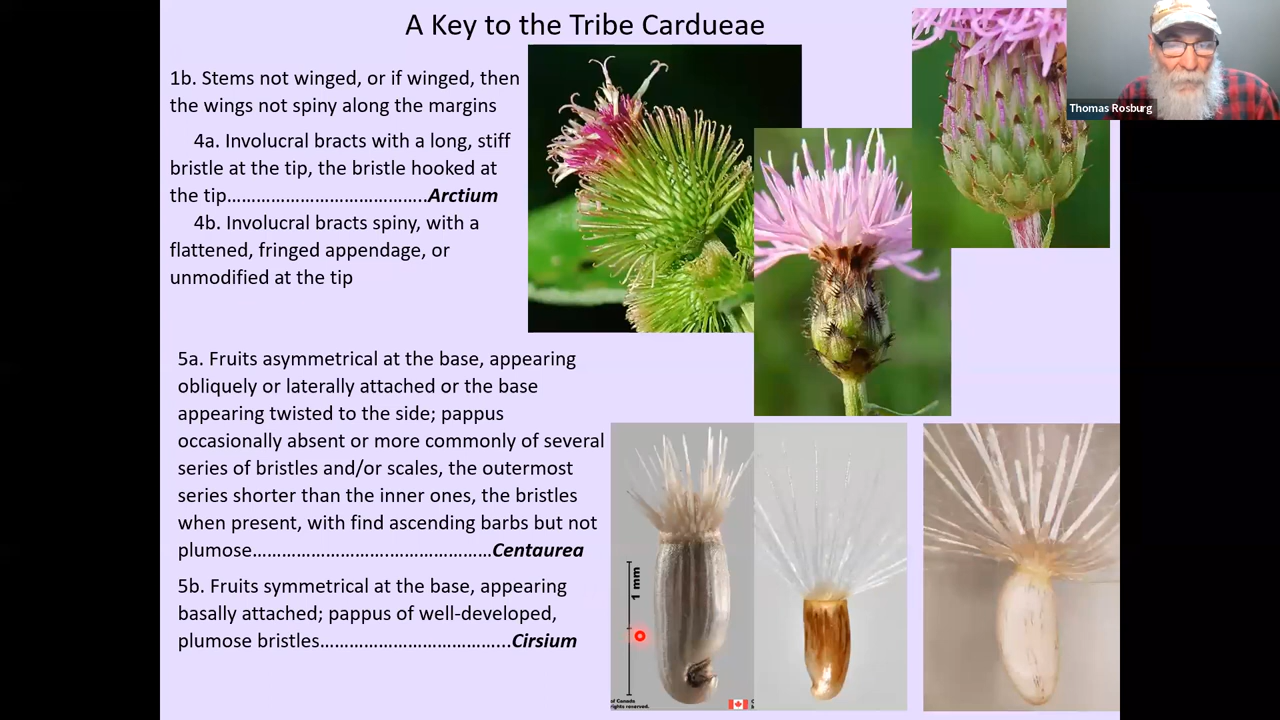 A Key to the Tribe Cardueae
Thomas Rosburg
1b. Stems not winged, or if winged, then
the wings not spiny along the margins
4a. Involucral bracts with a long, stiff
bristle at the tip, the bristle hooked at
the tip…………………………………..Arctium
4b. Involucral bracts spiny, with a
flattened, fringed appendage, or
unmodified at the tip
5a. Fruits asymmetrical at the base, appearing
obliquely or laterally attached or the base
appearing twisted to the side; pappus
occasionally absent or more commonly of several
series of bristles and/or scales, the outermost
series shorter than the inner ones, the bristles
when present, with find ascending barbs but not
plumose……………………….…………………Centaurea
5b. Fruits symmetrical at the base, appearing
basally attached; pappus of well-developed,
plumose bristles………………………………...Cirsium
1 mm
of Canada
rights reserved.